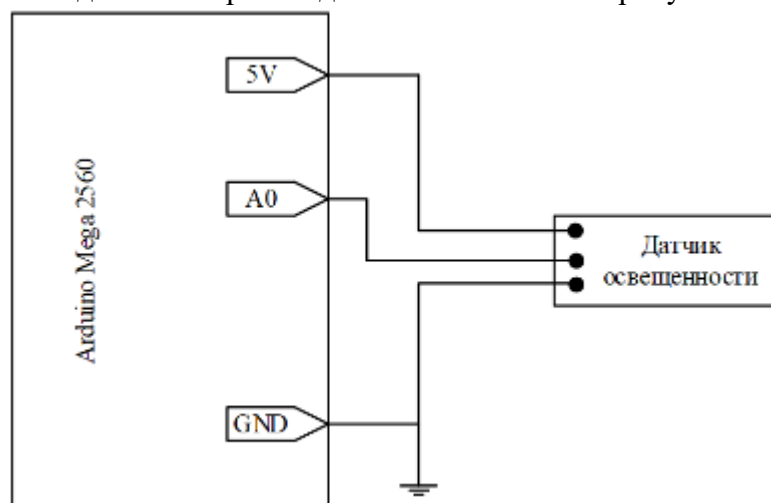 5V
A0
Arduino Mega 2560
Датчик
освещенности
GND